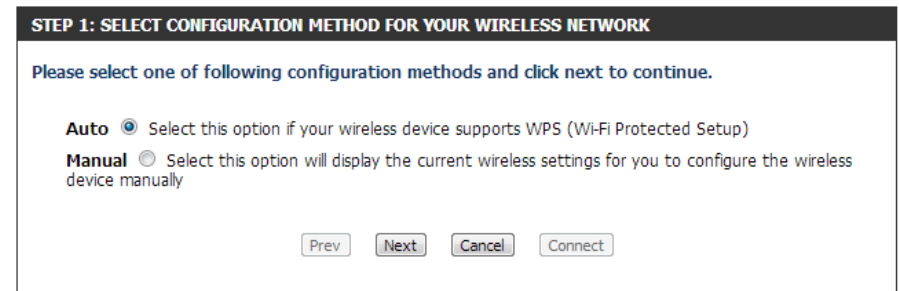 STEP 1: SELECT CONFIGURATION METHOD FOR YOUR WIRELESS NETWORK
Please select one of following configuration methods and click next to continue.
Auto Select this option if your wireless device supports WPS (Wi-Fi Protected Setup)
Manual Select this option will display the current wireless settings for you to configure the wireless
device manually
Prev Next Cancel Connect